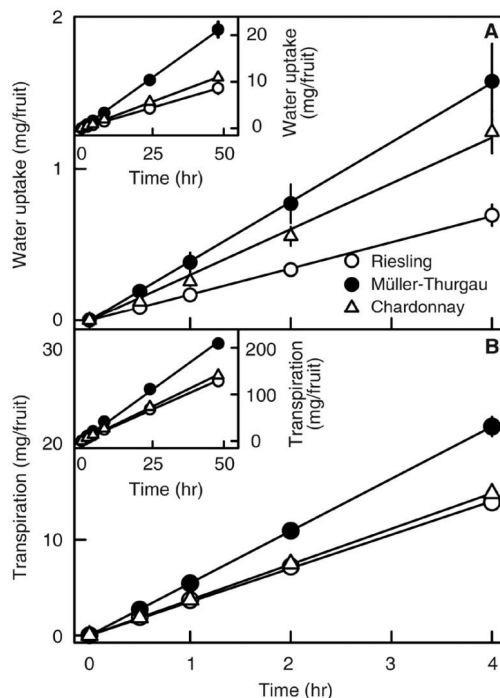 A
2
1
0
Water uptake (mg/fruit)
20
10
0
Water uptake
(mg/fruit)
0 25 50
Time (hr)
Riesling
Müller-Thurgau
Chardonnay
B
30
20
10
0
Transpiration (mg/fruit)
200
100
0
Transpiration
(mg/fruit)
0 25 50
Time (hr)
0 1 2 3 4
Time (hr)